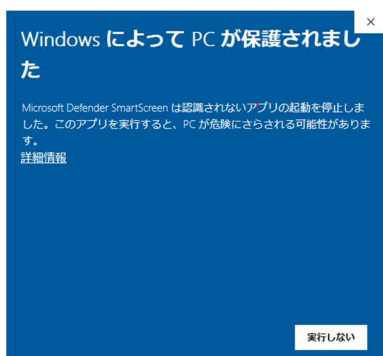 Windows によって PC が保護されまし
た
Microsoft Defender SmartScreen は認識されないアプリの起動を停止しま
した。このアプリを実行すると、PC が危険にさらされる可能性がありま
す。
詳細情報
実行しない